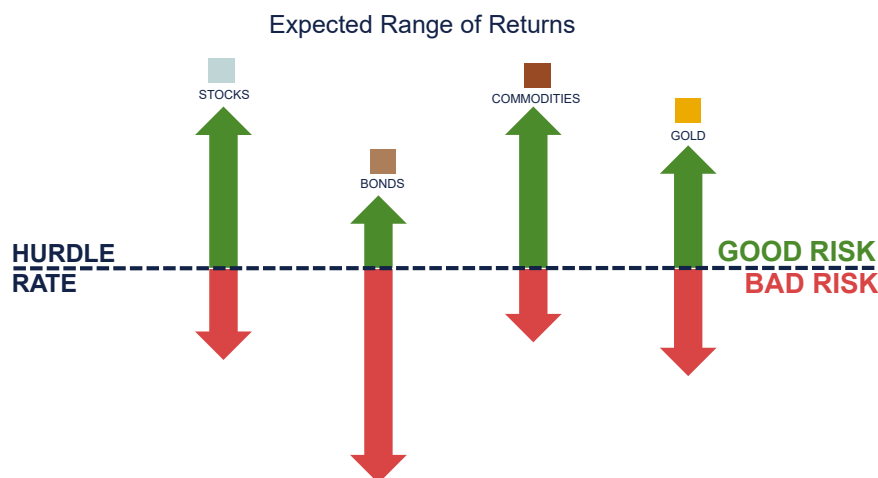 Expected Range of Returns
STOCKS
COMMODITIES
GOLD
BONDS
HURDLE
RATE
GOOD RISK
BAD RISK